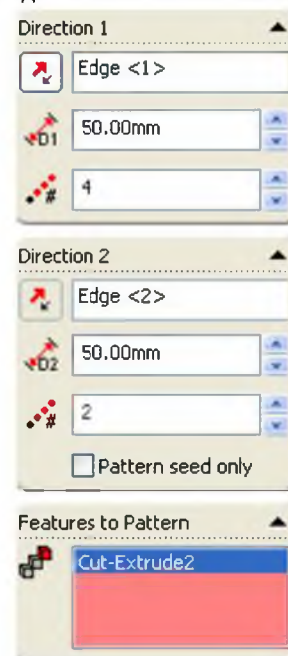 Direction 1
Edge <1>
D1 50.00mm
# 4
Direction 2
Edge <2>
D2 50.00mm
# 2
Pattern seed only
Features to Pattern
Cut-Extrude2